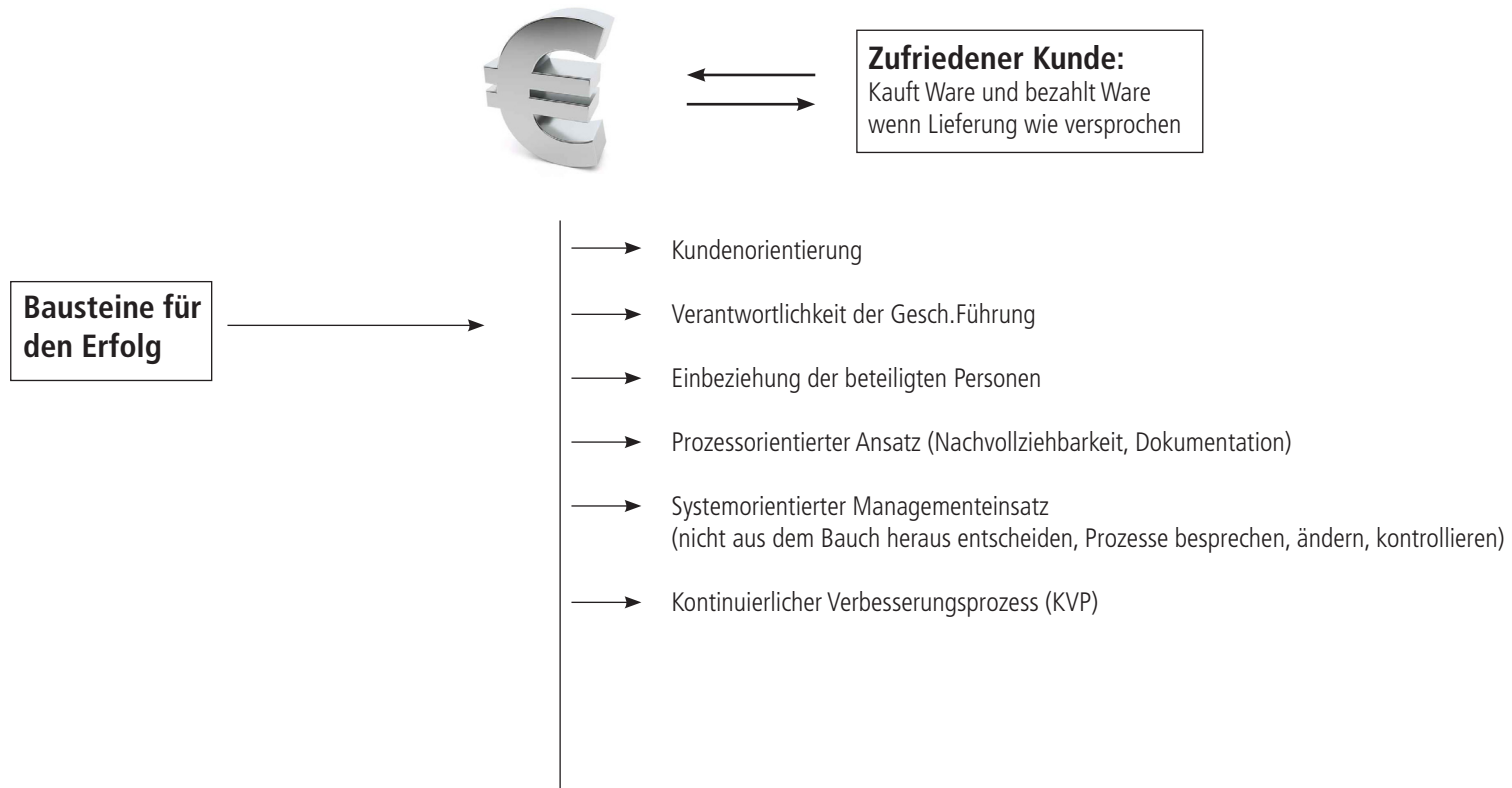 €
Zufriedener Kunde:
Kauft Ware und bezahlt Ware
wenn Lieferung wie versprochen
Bausteine für
den Erfolg
Kundenorientierung
Verantwortlichkeit der Gesch.Führung
Einbeziehung der beteiligten Personen
Prozessorientierter Ansatz (Nachvollziehbarkeit, Dokumentation)
Systemorientierter Managementeinsatz
(nicht aus dem Bauch heraus entscheiden, Prozesse besprechen, ändern, kontrollieren)
Kontinuierlicher Verbesserungsprozess (KVP)